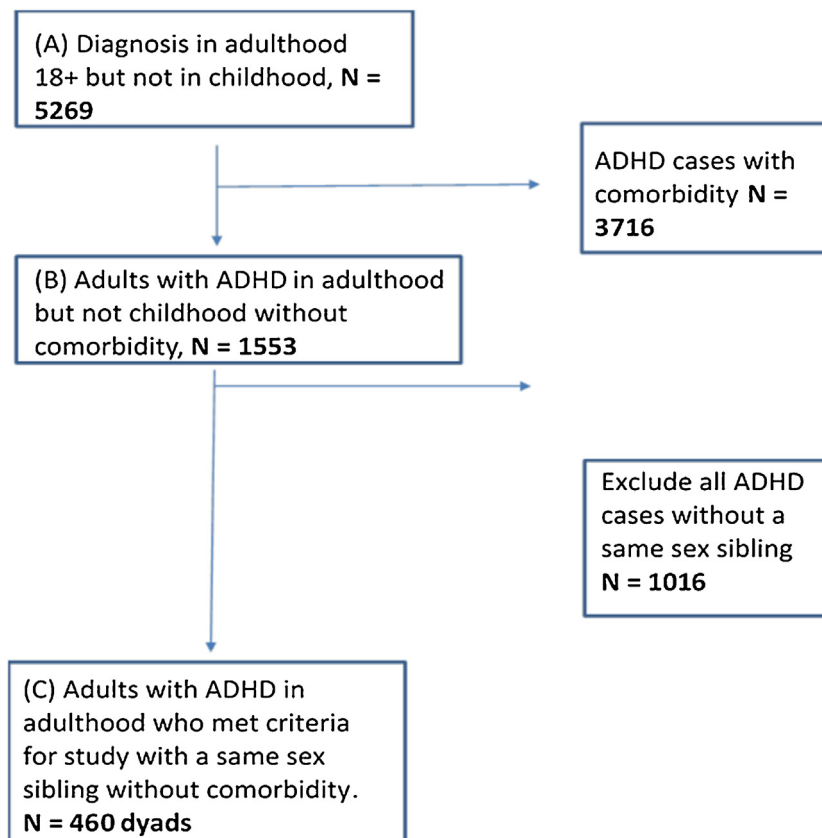 (A) Diagnosis in adulthood
18+ but not in childhood, N =
5269
ADHD cases with
comorbidity N =
3716
(B) Adults with ADHD in adulthood
but not childhood without
comorbidity, N = 1553
Exclude all ADHD
cases without a
same sex sibling
N = 1016
(C) Adults with ADHD in
adulthood who met criteria
for study with a same sex
sibling without comorbidity.
N = 460 dyads